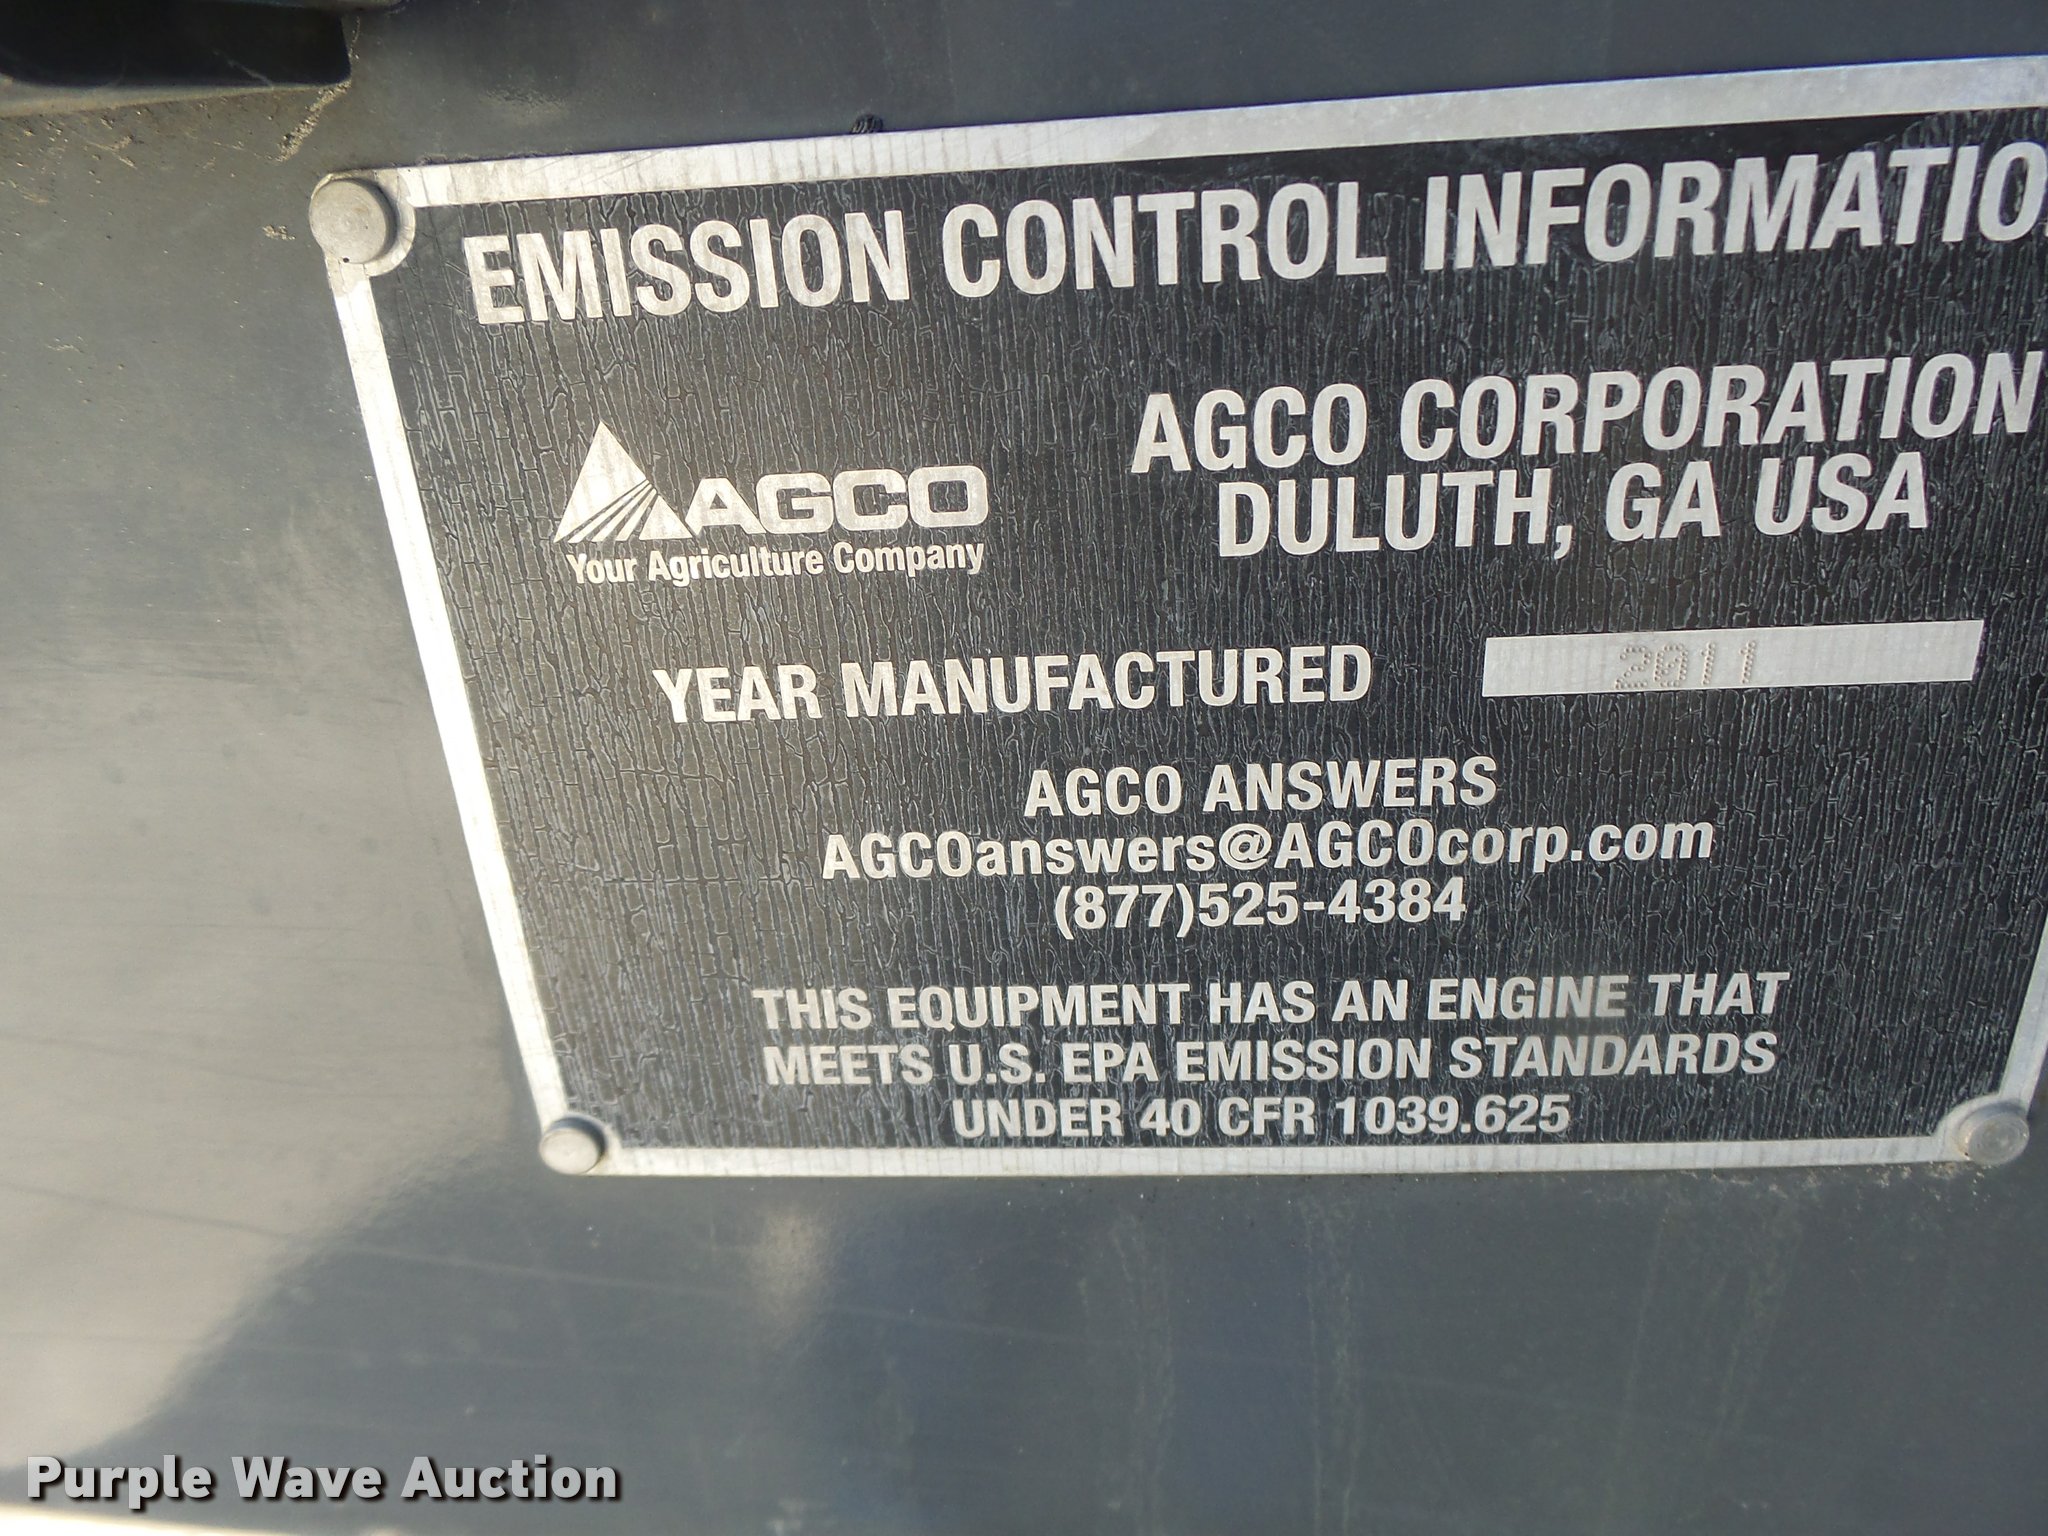 EMISSION CONTROL INFORMATIO
AGCO
Your Agriculture Company
AGCO CORPORATION
DULUTH, GA USA
YEAR MANUFACTURED 2011
AGCO ANSWERS
AGCOanswers@AGCOcorp.com
(877)525-4384
THIS EQUIPMENT HAS AN ENGINE THAT
MEETS U.S. EPA EMISSION STANDARDS
UNDER 40 CFR 1039.625
Purple Wave Auction